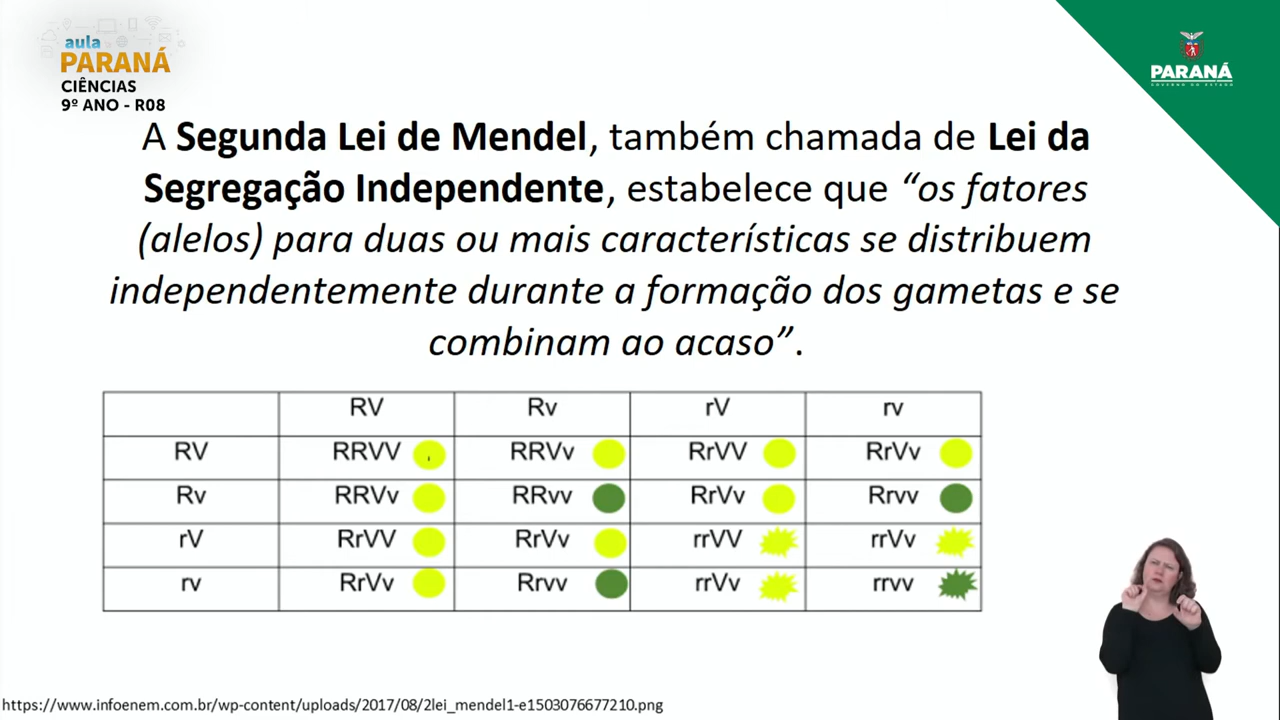 aula
PARANÁ
CIÊNCIAS
9º ANO - R08
PARANÁ
GOVERNO DO ESTADO
A Segunda Lei de Mendel, também chamada de Lei da
Segregação Independente, estabelece que “os fatores
(alelos) para duas ou mais características se distribuem
independentemente durante a formação dos gametas e se
combinam ao acaso”.
RV Rv rV rv
RV RRVV RRVv RrVV RrVv
Rv RRVv RRvv RrVv Rrvv
rV RrVV RrVv rrVV rrVv
rv RrVv Rrvv rrVv rrvv
https://www.infoenem.com.br/wp-content/uploads/2017/08/2lei_mendel1-e1503076677210.png